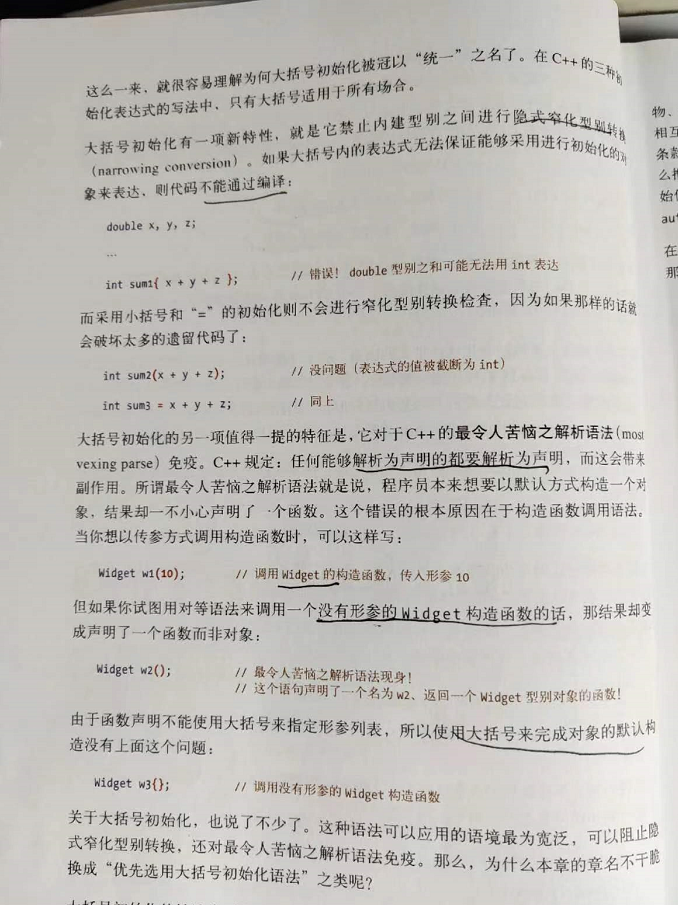 这么一来，就很容易理解为何大括号初始化被冠以“统一”之名了。在 C++ 的三种初
始化表达式的写法中，只有大括号适用于所有场合。
大括号初始化有一项新特性，就是它禁止内建型别之间进行隐式窄化型别转换
（narrowing conversion）。如果大括号内的表达式无法保证能够采用进行初始化的对
象来表达，则代码不能通过编译：
double x, y, z;
…
int sum1{ x + y + z }; // 错误！double 型别之和可能无法用 int 表达
而采用小括号和“=”的初始化则不会进行窄化型别转换检查，因为如果那样的话就
会破坏太多的遗留代码了：
int sum2(x + y + z); // 没问题（表达式的值被截断为 int）
int sum3 = x + y + z; // 同上
大括号初始化的另一项值得一提的特征是，它对于C++ 的最令人苦恼之解析语法（most
vexing parse）免疫。C++ 规定：任何能够解析为声明的都要解析为声明，而这会带来
副作用。所谓最令人苦恼之解析语法就是说，程序员本来想要以默认方式构造一个对
象，结果却一不小心声明了一个函数。这个错误的根本原因在于构造函数调用语法。
当你想以传参方式调用构造函数时，可以这样写：
Widget w1(10); // 调用 Widget 的构造函数，传入形参 10
但如果你试图用对等语法来调用一个没有形参的 Widget 构造函数的话，那结果却变
成声明了一个函数而非对象：
Widget w2(); // 最令人苦恼之解析语法现身！
// 这个语句声明了一个名为 w2、返回一个 Widget 型别对象的函数！
由于函数声明不能使用大括号来指定形参列表，所以使用大括号来完成对象的默认构
造没有上面这个问题：
Widget w3{}; // 调用没有形参的 Widget 构造函数
关于大括号初始化，也说了不少了。这种语法可以应用的语境最为宽泛，可以阻止隐
式窄化型别转换，还对最令人苦恼之解析语法免疫。那么，为什么本章的章名不干脆
换成“优先选用大括号初始化语法”之类呢？
物、
相互
条款
么推
始化
au
在
那